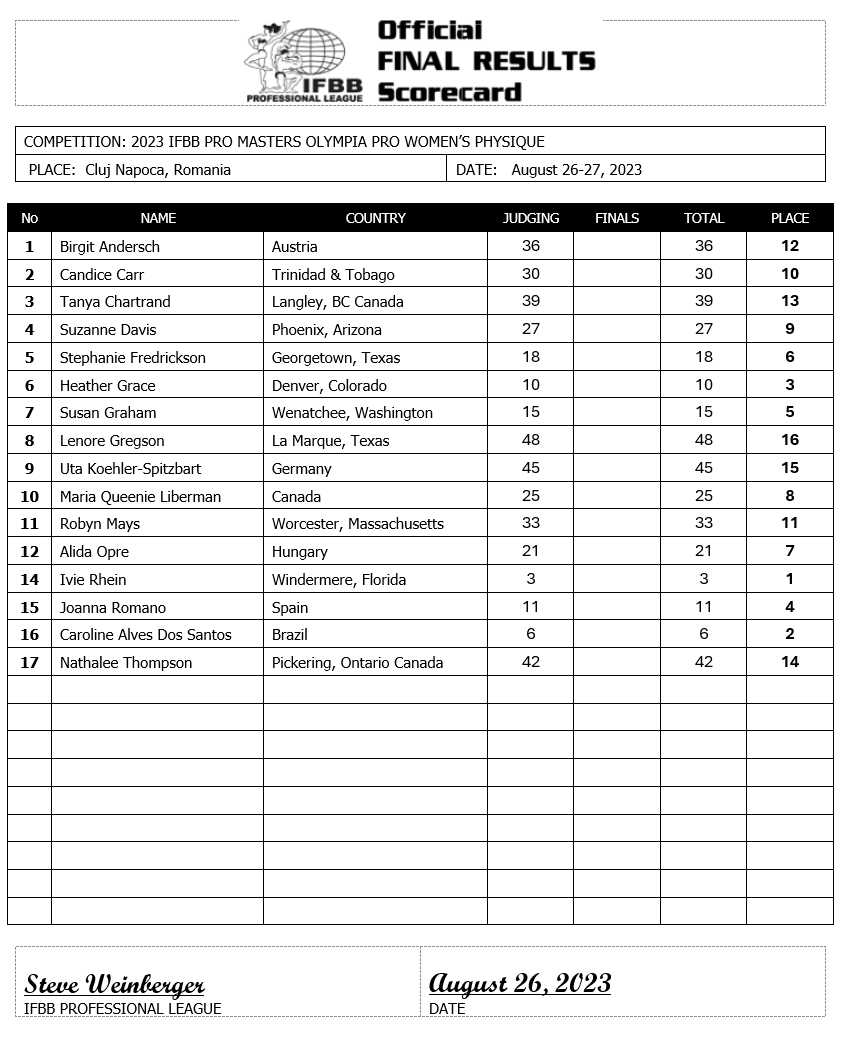 Official
FINAL RESULTS
Scorecard
IFBB
PROFESSIONAL LEAGUE
COMPETITION: 2023 IFBB PRO MASTERS OLYMPIA PRO WOMEN’S PHYSIQUE
PLACE: Cluj Napoca, Romania DATE: August 26-27, 2023
No NAME COUNTRY JUDGING FINALS TOTAL PLACE
1 Birgit Andersch Austria 36 36 12
2 Candice Carr Trinidad & Tobago 30 30 10
3 Tanya Chartrand Langley, BC Canada 39 39 13
4 Suzanne Davis Phoenix, Arizona 27 27 9
5 Stephanie Fredrickson Georgetown, Texas 18 18 6
6 Heather Grace Denver, Colorado 10 10 3
7 Susan Graham Wenatchee, Washington 15 15 5
8 Lenore Gregson La Marque, Texas 48 48 16
9 Uta Koehler-Spitzbart Germany 45 45 15
10 Maria Queenie Liberman Canada 25 25 8
11 Robyn Mays Worcester, Massachusetts 33 33 11
12 Alida Opre Hungary 21 21 7
14 Ivie Rhein Windermere, Florida 3 3 1
15 Joanna Romano Spain 11 11 4
16 Caroline Alves Dos Santos Brazil 6 6 2
17 Nathalee Thompson Pickering, Ontario Canada 42 42 14
Steve Weinberger August 26, 2023
IFBB PROFESSIONAL LEAGUE DATE